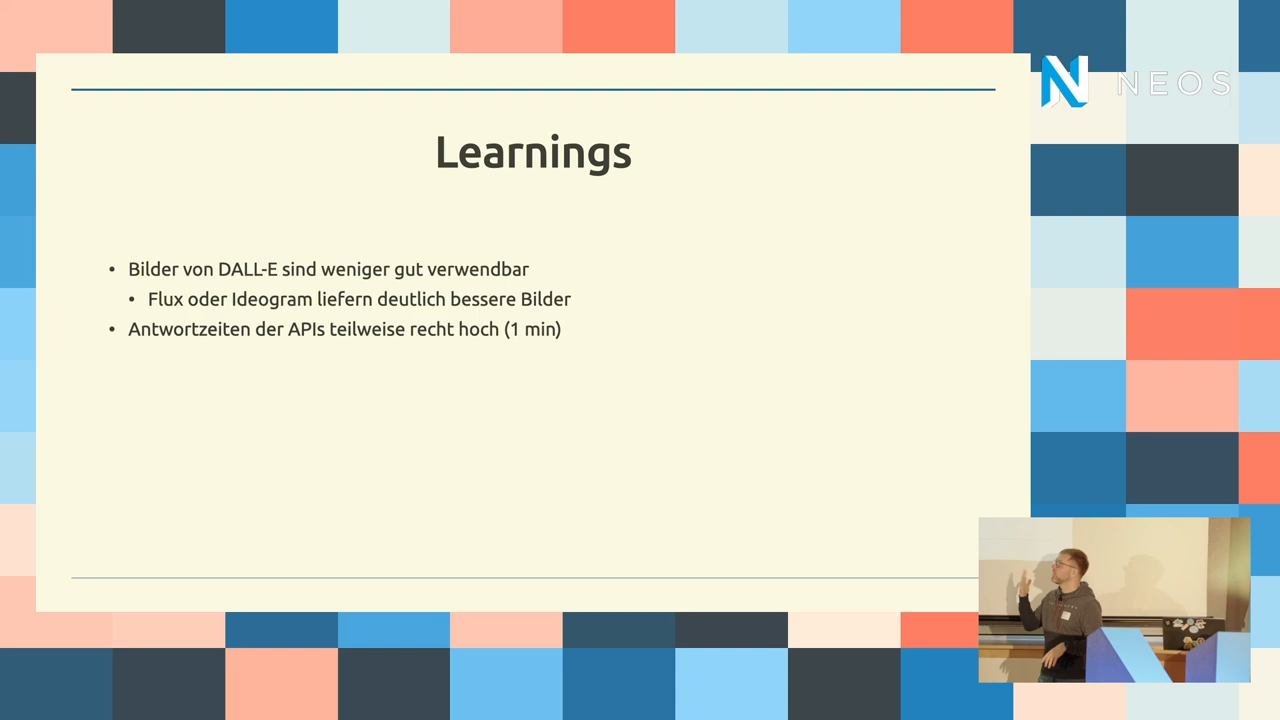 NEOS
Learnings
• Bilder von DALL-E sind weniger gut verwendbar
• Flux oder Ideogram liefern deutlich bessere Bilder
• Antwortzeiten der APIs teilweise recht hoch (1 min)